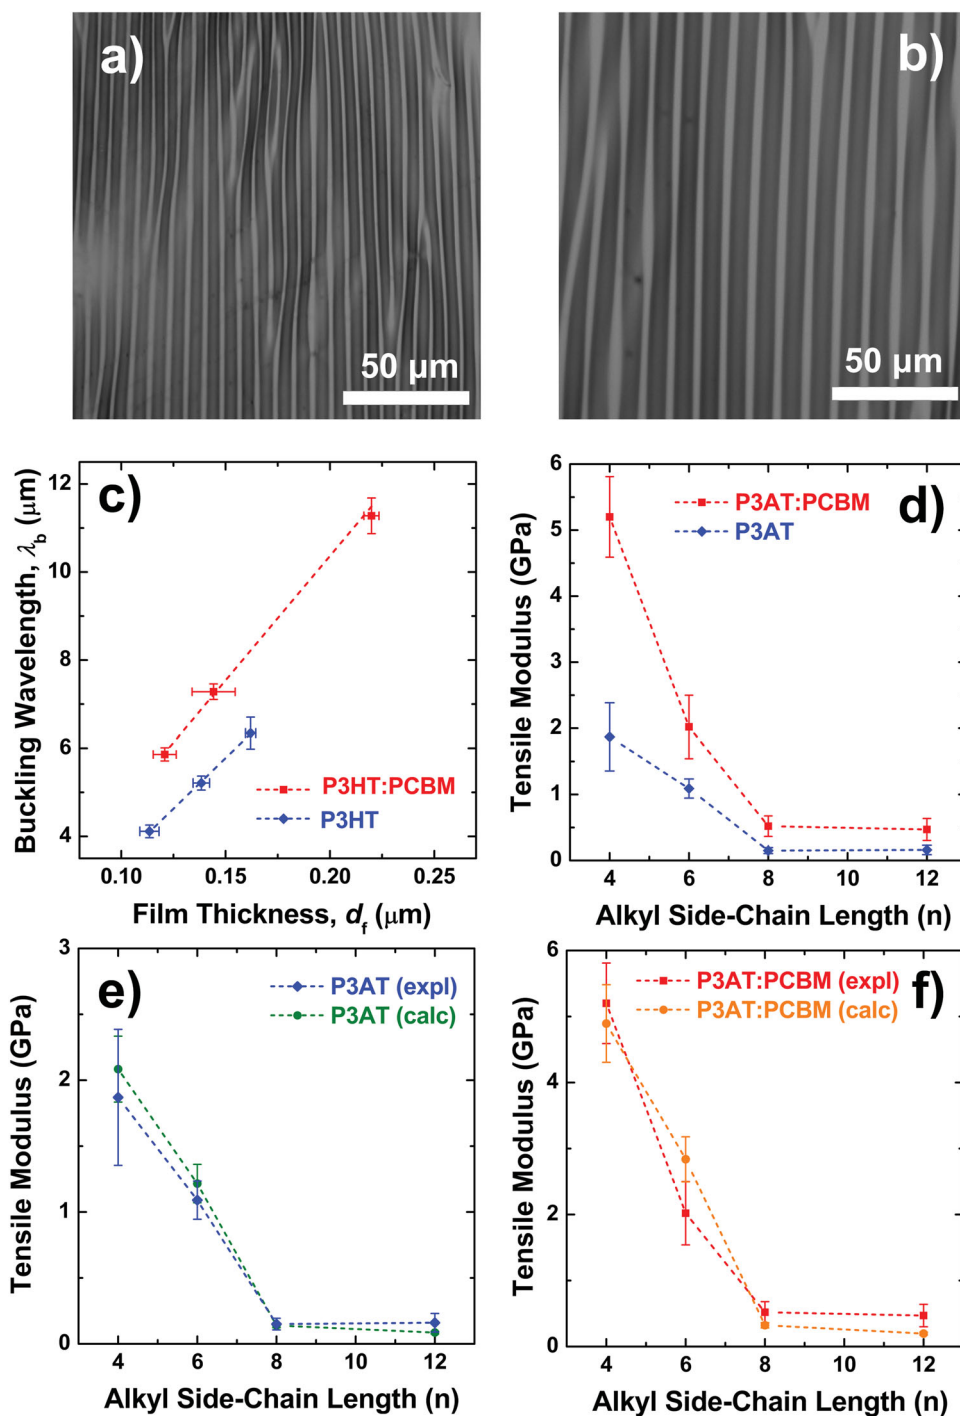 a)
50 μm
b)
50 μm
c)
Buckling Wavelength, λb (μm)
12
10
8
6
4
P3HT:PCBM
P3HT
0.10 0.15 0.20 0.25
Film Thickness, df (μm)
d)
Tensile Modulus (GPa)
6
5
4
3
2
1
0
P3AT:PCBM
P3AT
4 6 8 10 12
Alkyl Side-Chain Length (n)
e)
Tensile Modulus (GPa)
3
2
1
0
P3AT (expl)
P3AT (calc)
4 6 8 10 12
Alkyl Side-Chain Length (n)
f)
Tensile Modulus (GPa)
6
4
2
0
P3AT:PCBM (expl)
P3AT:PCBM (calc)
4 6 8 10 12
Alkyl Side-Chain Length (n)